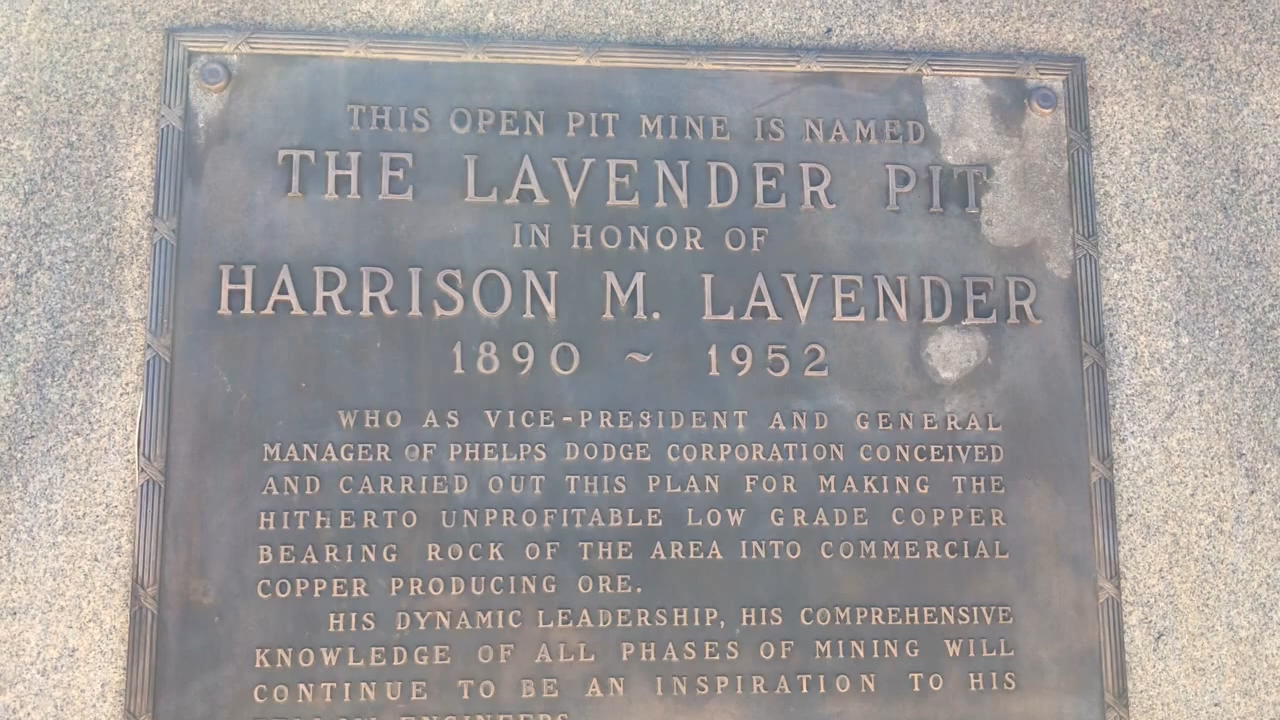 THIS OPEN PIT MINE IS NAMED
THE LAVENDER PIT
IN HONOR OF
HARRISON M. LAVENDER
1890 ~ 1952
WHO AS VICE-PRESIDENT AND GENERAL
MANAGER OF PHELPS DODGE CORPORATION CONCEIVED
AND CARRIED OUT THIS PLAN FOR MAKING THE
HITHERTO UNPROFITABLE LOW GRADE COPPER
BEARING ROCK OF THE AREA INTO COMMERCIAL
COPPER PRODUCING ORE.
HIS DYNAMIC LEADERSHIP, HIS COMPREHENSIVE
KNOWLEDGE OF ALL PHASES OF MINING WILL
CONTINUE TO BE AN INSPIRATION TO HIS